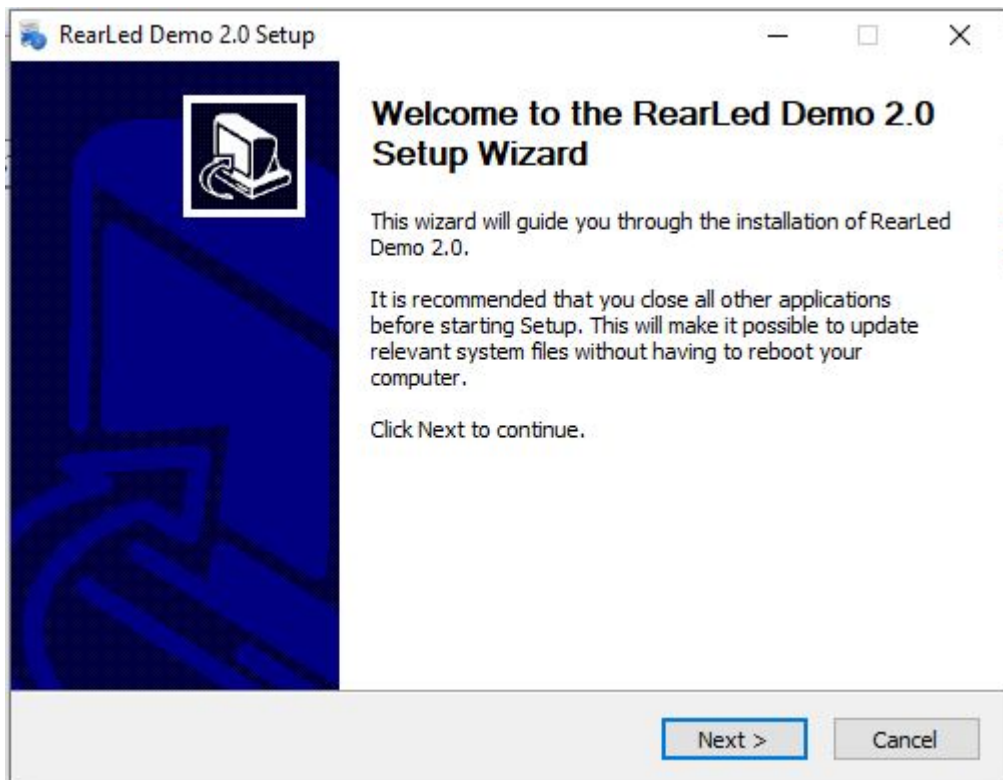 RearLed Demo 2.0 Setup
Welcome to the RearLed Demo 2.0
Setup Wizard
This wizard will guide you through the installation of RearLed
Demo 2.0.
It is recommended that you close all other applications
before starting Setup. This will make it possible to update
relevant system files without having to reboot your
computer.
Click Next to continue.
Next >
Cancel